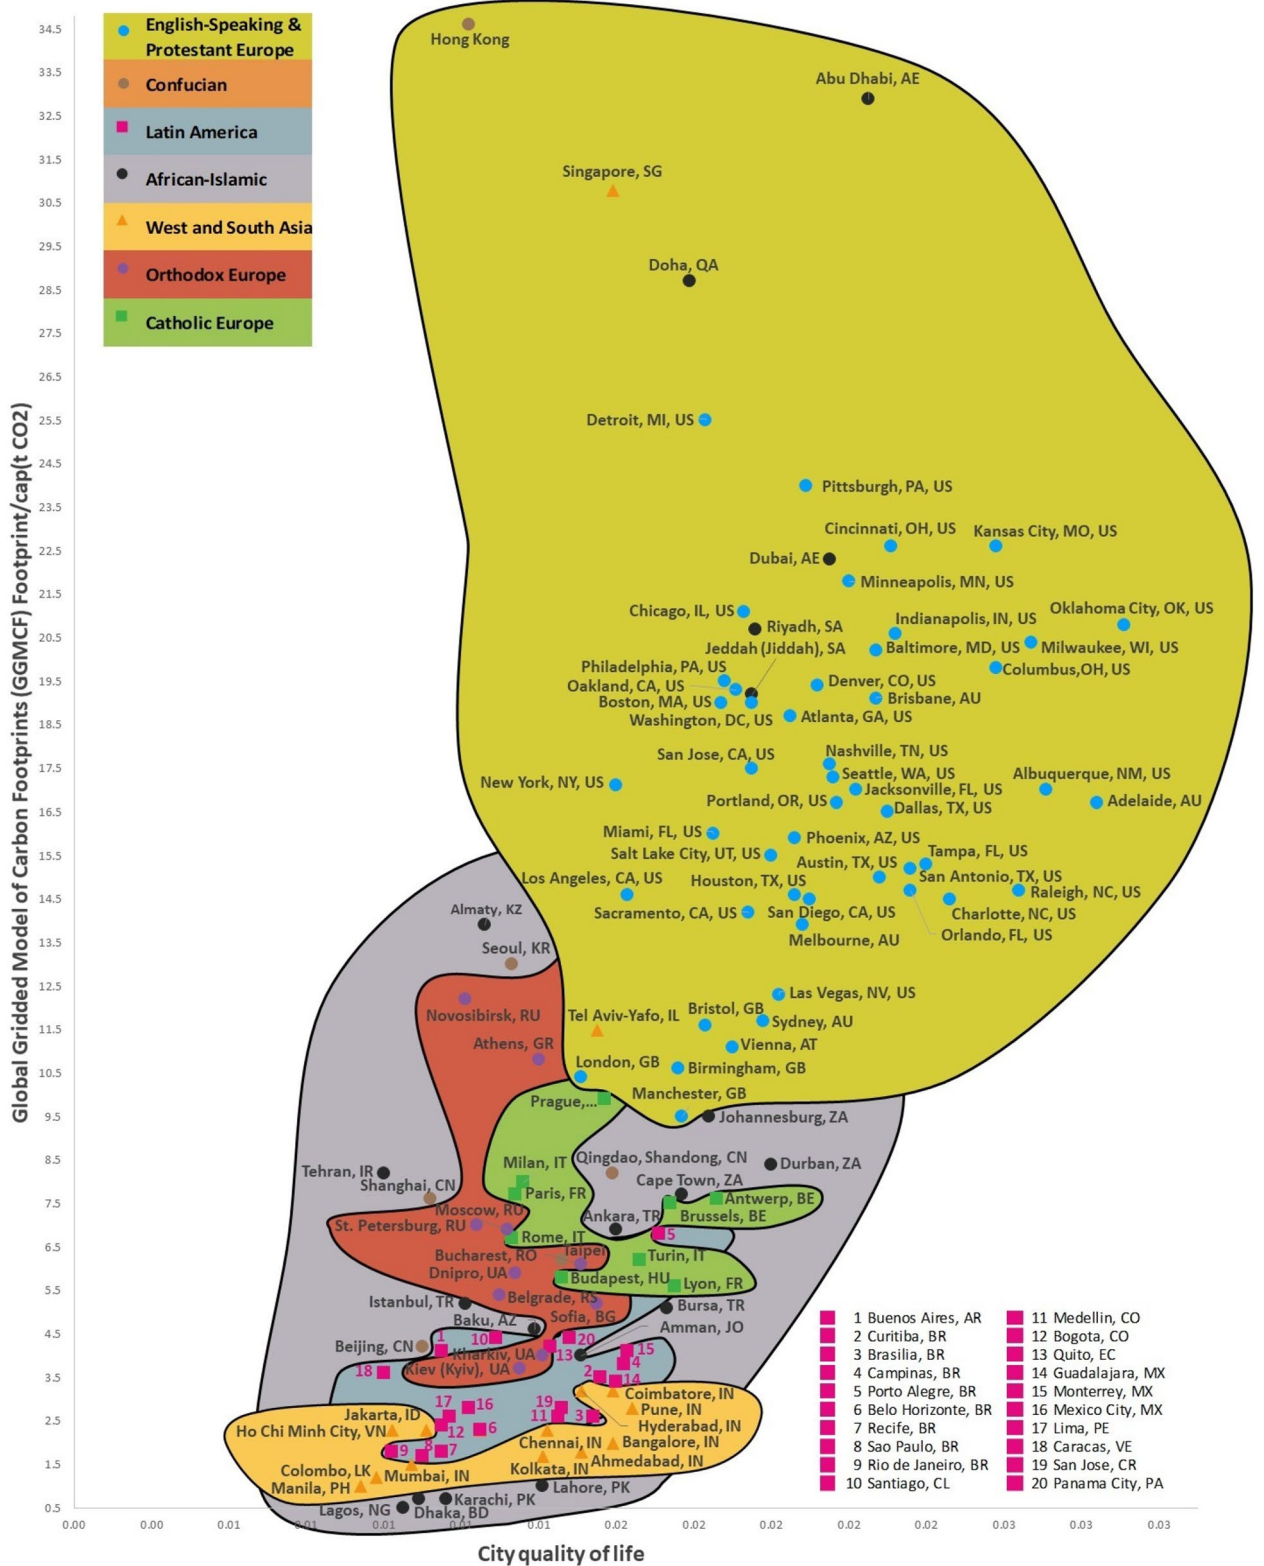 English-Speaking &
Protestant Europe
Confucian
Latin America
African-Islamic
West and South Asia
Orthodox Europe
Catholic Europe
Global Gridded Model of Carbon Footprints (GGMCF) Footprint/cap(t CO2)
34.5
33.5
32.5
31.5
30.5
29.5
28.5
27.5
26.5
25.5
24.5
23.5
22.5
21.5
20.5
19.5
18.5
17.5
16.5
15.5
14.5
13.5
12.5
11.5
10.5
9.5
8.5
7.5
6.5
5.5
4.5
3.5
2.5
1.5
0.5
Hong Kong
Abu Dhabi, AE
Singapore, SG
Doha, QA
Detroit, MI, US
Pittsburgh, PA, US
Cincinnati, OH, US
Kansas City, MO, US
Dubai, AE
Minneapolis, MN, US
Chicago, IL, US
Oklahoma City, OK, US
Indianapolis, IN, US
Riyadh, SA
Jeddah (Jiddah), SA
Baltimore, MD, US
Milwaukee, WI, US
Philadelphia, PA, US
Columbus,OH, US
Oakland, CA, US
Denver, CO, US
Boston, MA, US
Brisbane, AU
Washington, DC, US
Atlanta, GA, US
San Jose, CA, US
Nashville, TN, US
Seattle, WA, US
Albuquerque, NM, US
New York, NY, US
Jacksonville, FL, US
Portland, OR, US
Adelaide, AU
Dallas, TX, US
Miami, FL, US
Phoenix, AZ, US
Salt Lake City, UT, US
Tampa, FL, US
Austin, TX, US
Los Angeles, CA, US
Houston, TX, US
San Antonio, TX, US
Raleigh, NC, US
Sacramento, CA, US
San Diego, CA, US
Charlotte, NC, US
Almaty, KZ
Melbourne, AU
Orlando, FL, US
Seoul, KR
Las Vegas, NV, US
Novosibirsk, RU
Tel Aviv-Yafo, IL
Bristol, GB
Sydney, AU
Athens, GR
Vienna, AT
London, GB
Birmingham, GB
Prague,...
Manchester, GB
Johannesburg, ZA
Tehran, IR
Milan, IT
Qingdao, Shandong, CN
Durban, ZA
Shanghai, CN
Paris, FR
Cape Town, ZA
Antwerp, BE
Moscow, RU
Ankara, TR
Brussels, BE
St. Petersburg, RU
5
Rome, IT
Bucharest, RO
Taipei
Turin, IT
Dnipro, UA
Budapest, HU
Lyon, FR
Istanbul, TR
Belgrade, RS
Bursa, TR
Baku, AZ
Sofia, BG
Amman, JO
Beijing, CN
1
10
20
Kharkiv, UA
13
15
18
Kiev (Kyiv), UA
4
2
14
17
16
19
Coimbatore, IN
Jakarta, ID
11
3
Pune, IN
Ho Chi Minh City, VN
12
6
Hyderabad, IN
9
8
7
Chennai, IN
Bangalore, IN
Colombo, LK
Mumbai, IN
Kolkata, IN
Ahmedabad, IN
Manila, PH
Lahore, PK
Lagos, NG
Karachi, PK
Dhaka, BD
1 Buenos Aires, AR
2 Curitiba, BR
3 Brasilia, BR
4 Campinas, BR
5 Porto Alegre, BR
6 Belo Horizonte, BR
7 Recife, BR
8 Sao Paulo, BR
9 Rio de Janeiro, BR
10 Santiago, CL
11 Medellin, CO
12 Bogota, CO
13 Quito, EC
14 Guadalajara, MX
15 Monterrey, MX
16 Mexico City, MX
17 Lima, PE
18 Caracas, VE
19 San Jose, CR
20 Panama City, PA
0.00
0.00
0.01
0.01
0.01
0.01
0.02
0.02
0.02
0.02
0.02
0.03
0.03
0.03
City quality of life